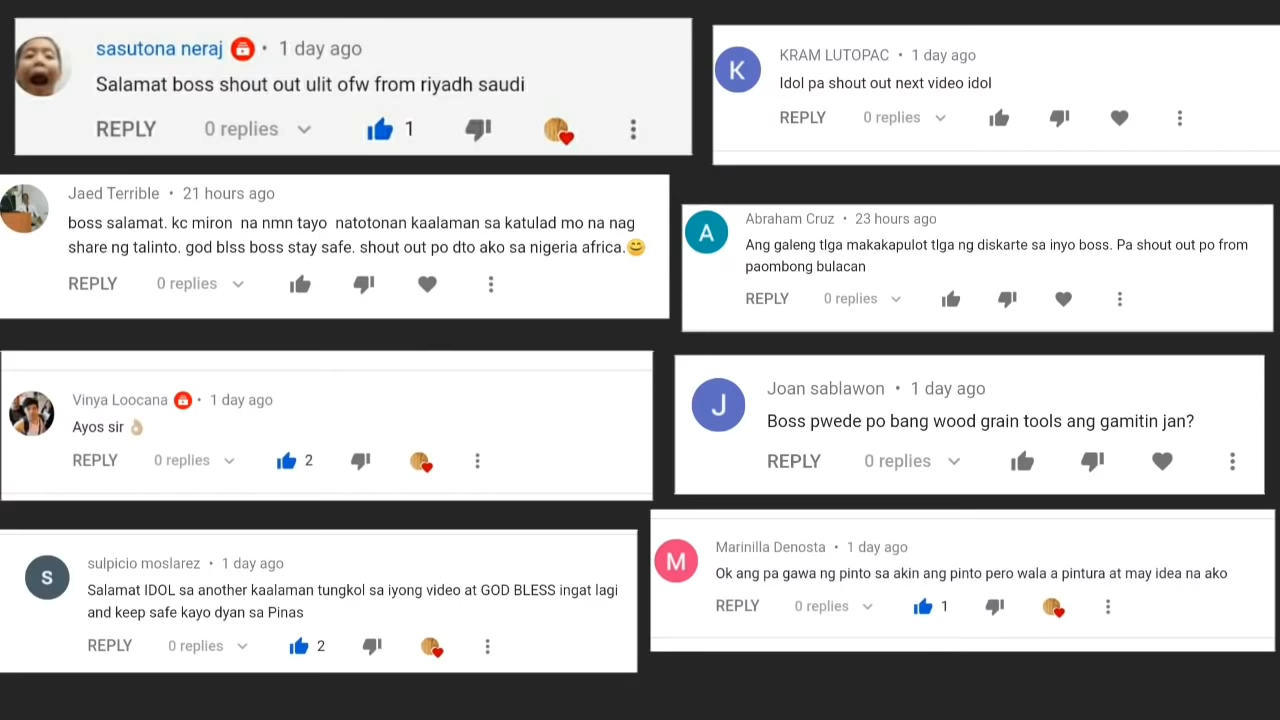 sasutona neraj • 1 day ago
Salamat boss shout out ulit ofw from riyadh saudi
REPLY 0 replies 1
K
KRAM LUTOPAC • 1 day ago
Idol pa shout out next video idol
REPLY 0 replies
Jaed Terrible • 21 hours ago
boss salamat. kc miron na nmn tayo natotonan kaalaman sa katulad mo na nag
share ng talinto. god blss boss stay safe. shout out po dto ako sa nigeria africa.😊
REPLY 0 replies
A
Abraham Cruz • 23 hours ago
Ang galeng tlga makakapulot tlga ng diskarte sa inyo boss. Pa shout out po from
paombong bulacan
REPLY 0 replies
Vinya Loocana • 1 day ago
Ayos sir 👌🏼
REPLY 0 replies 2
J
Joan sablawon • 1 day ago
Boss pwede po bang wood grain tools ang gamitin jan?
REPLY 0 replies
S
sulpicio moslarez • 1 day ago
Salamat IDOL sa another kaalaman tungkol sa iyong video at GOD BLESS ingat lagi
and keep safe kayo dyan sa Pinas
REPLY 0 replies 2
M
Marinilla Denosta • 1 day ago
Ok ang pa gawa ng pinto sa akin ang pinto pero wala a pintura at may idea na ako
REPLY 0 replies 1